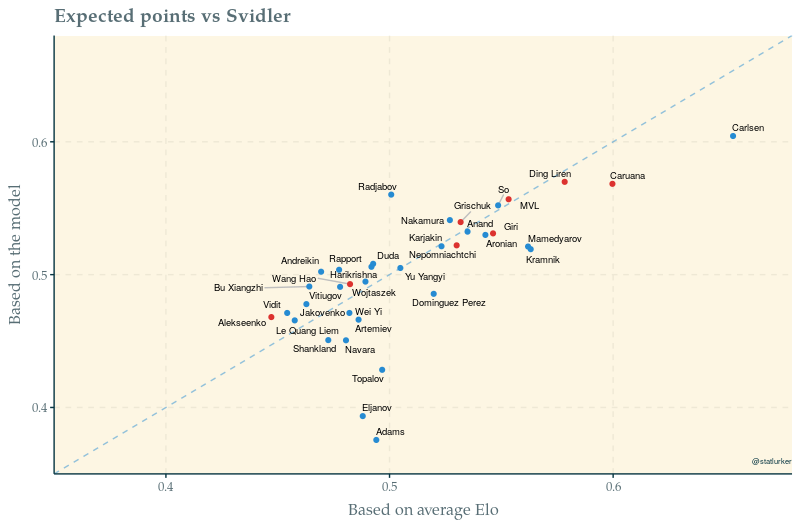 Expected points vs Svidler
Based on the model
0.6
0.5
0.4
Carlsen
Ding Liren
Caruana
Radjabov
So
Grischuk
MVL
Nakamura
Anand
Giri
Karjakin
Aronian
Mamedyarov
Nepomniachtchi
Kramnik
Andreikin
Rapport
Duda
Wang Hao
Harikrishna
Yu Yangyi
Bu Xiangzhi
Vitiugov
Wojtaszek
Dominguez Perez
Vidit
Jakovenko
Wei Yi
Alekseenko
Le Quang Liem
Artemiev
Shankland
Navara
Topalov
Eljanov
Adams
@statlurker
0.4
0.5
0.6
Based on average Elo